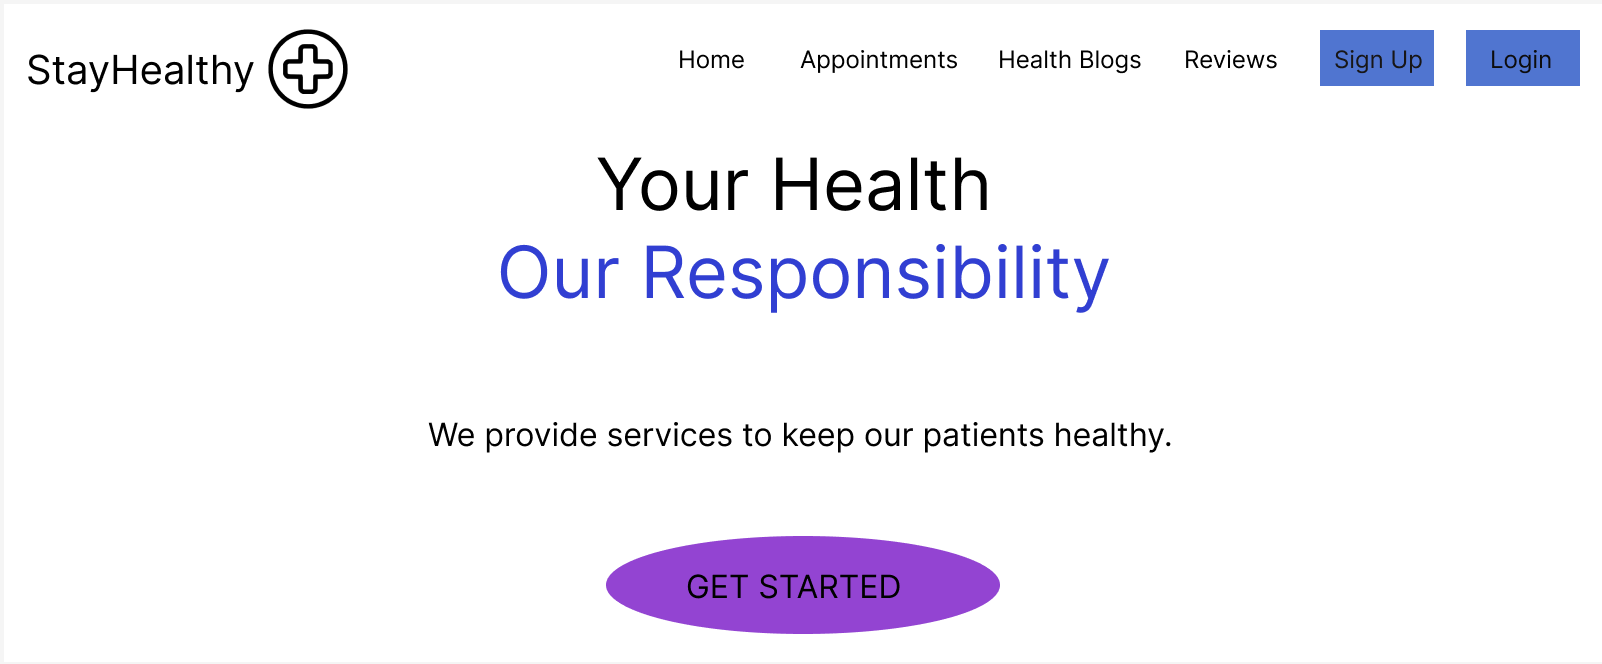 StayHealthy
Home Appointments Health Blogs Reviews Sign Up Login
Your Health
Our Responsibility
We provide services to keep our patients healthy.
GET STARTED